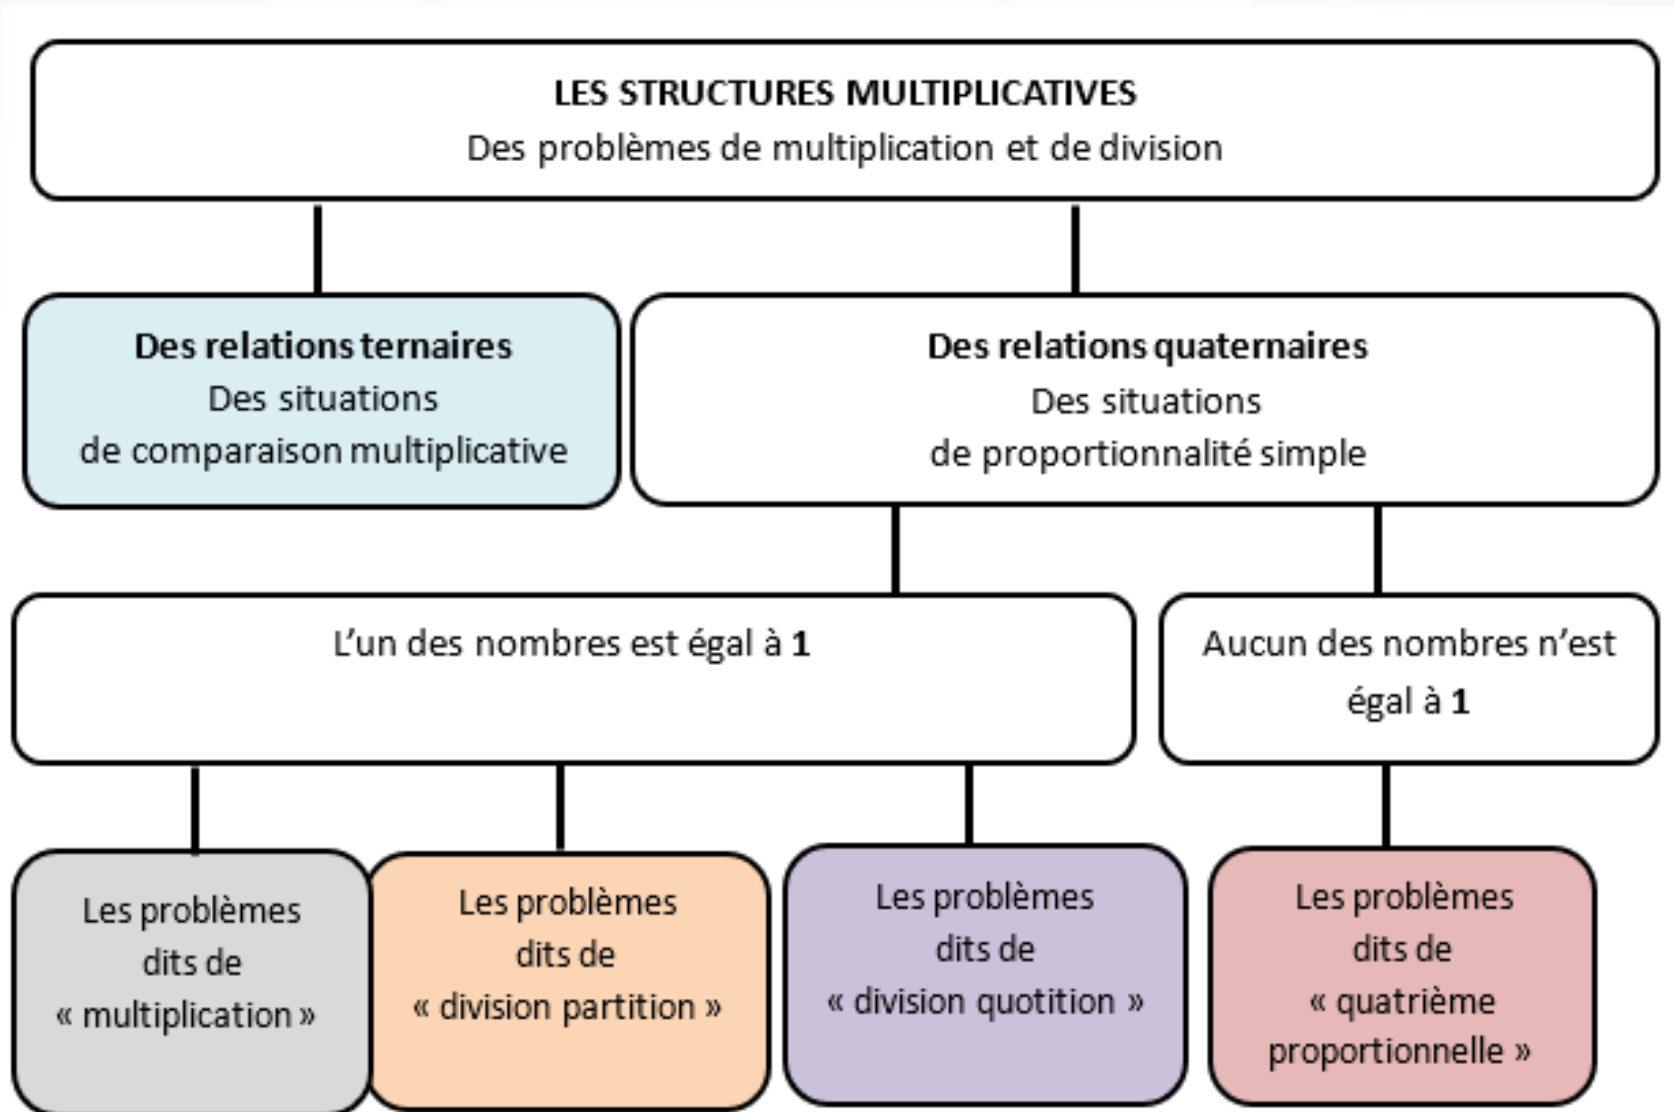 LES STRUCTURES MULTIPLICATIVES
Des problèmes de multiplication et de division
Des relations ternaires
Des situations
de comparaison multiplicative
Des relations quaternaires
Des situations
de proportionnalité simple
L’un des nombres est égal à 1
Aucun des nombres n’est
égal à 1
Les problèmes
dits de
« multiplication »
Les problèmes
dits de
« division partition »
Les problèmes
dits de
« division quotition »
Les problèmes
dits de
« quatrième
proportionnelle »